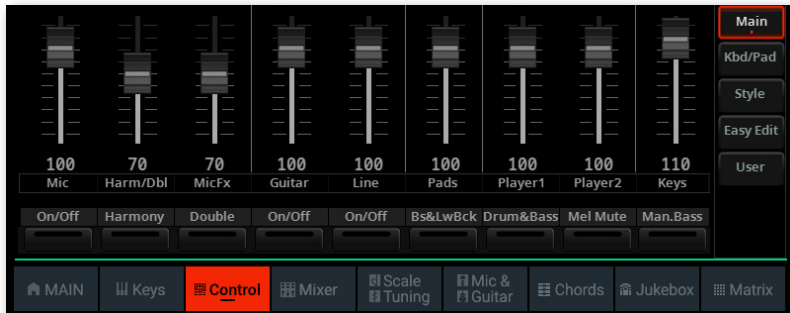 100 70 70 100 100 100 100 100 110
Mic Harm/Dbl MicFx Guitar Line Pads Player1 Player2 Keys
On/Off Harmony Double On/Off On/Off Bs&LwBck Drum&Bass Mel Mute Man.Bass
Main
Kbd/Pad
Style
Easy Edit
User
MAIN Keys Control Mixer Scale Tuning Mic & Guitar Chords Jukebox Matrix